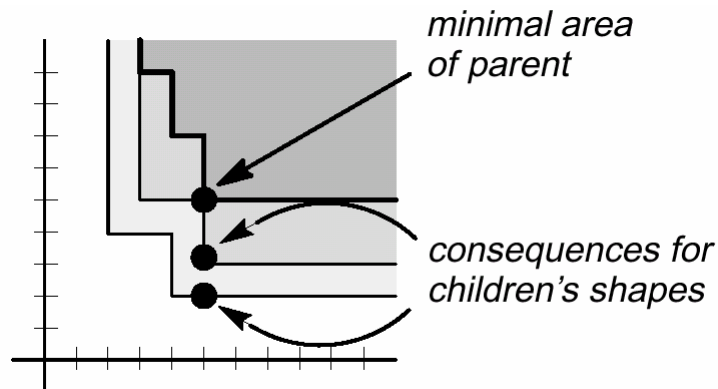 minimal area
of parent
consequences for
children's shapes